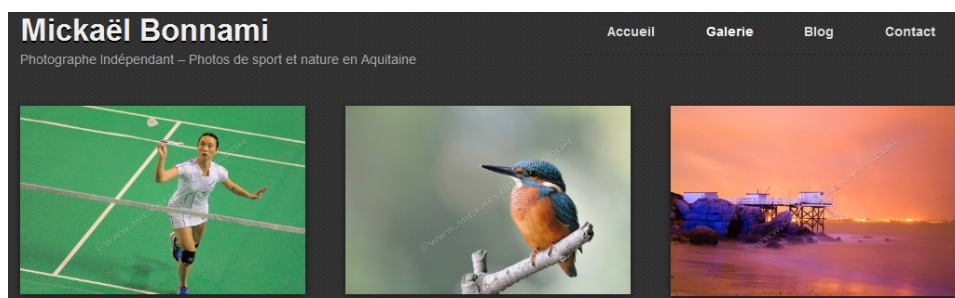 Mickaël Bonnami
Accueil Galerie Blog Contact
Photographe Indépendant – Photos de sport et nature en Aquitaine